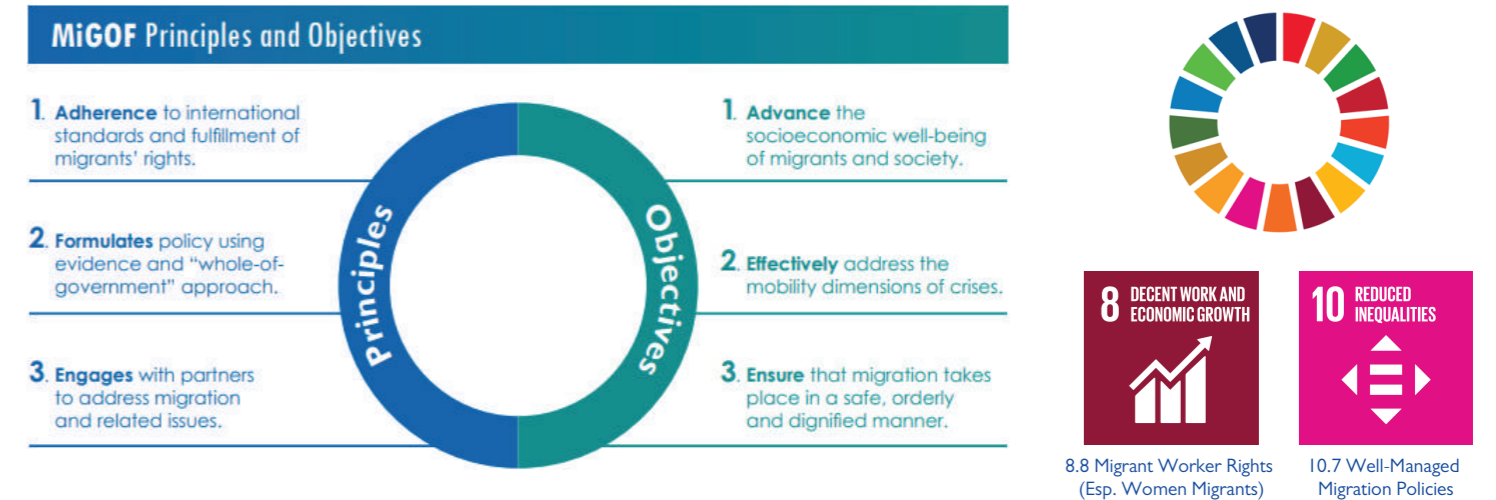 MiGOF Principles and Objectives
1. Adherence to international
standards and fulfillment of
migrants' rights.
2. Formulates policy using
evidence and “whole-of-
government” approach.
3. Engages with partners
to address migration
and related issues.
Principles
Objectives
1. Advance the
socioeconomic well-being
of migrants and society.
2. Effectively address the
mobility dimensions of crises.
3. Ensure that migration takes
place in a safe, orderly
and dignified manner.
8 DECENT WORK AND
ECONOMIC GROWTH
8.8 Migrant Worker Rights
(Esp. Women Migrants)
10 REDUCED
INEQUALITIES
10.7 Well-Managed
Migration Policies